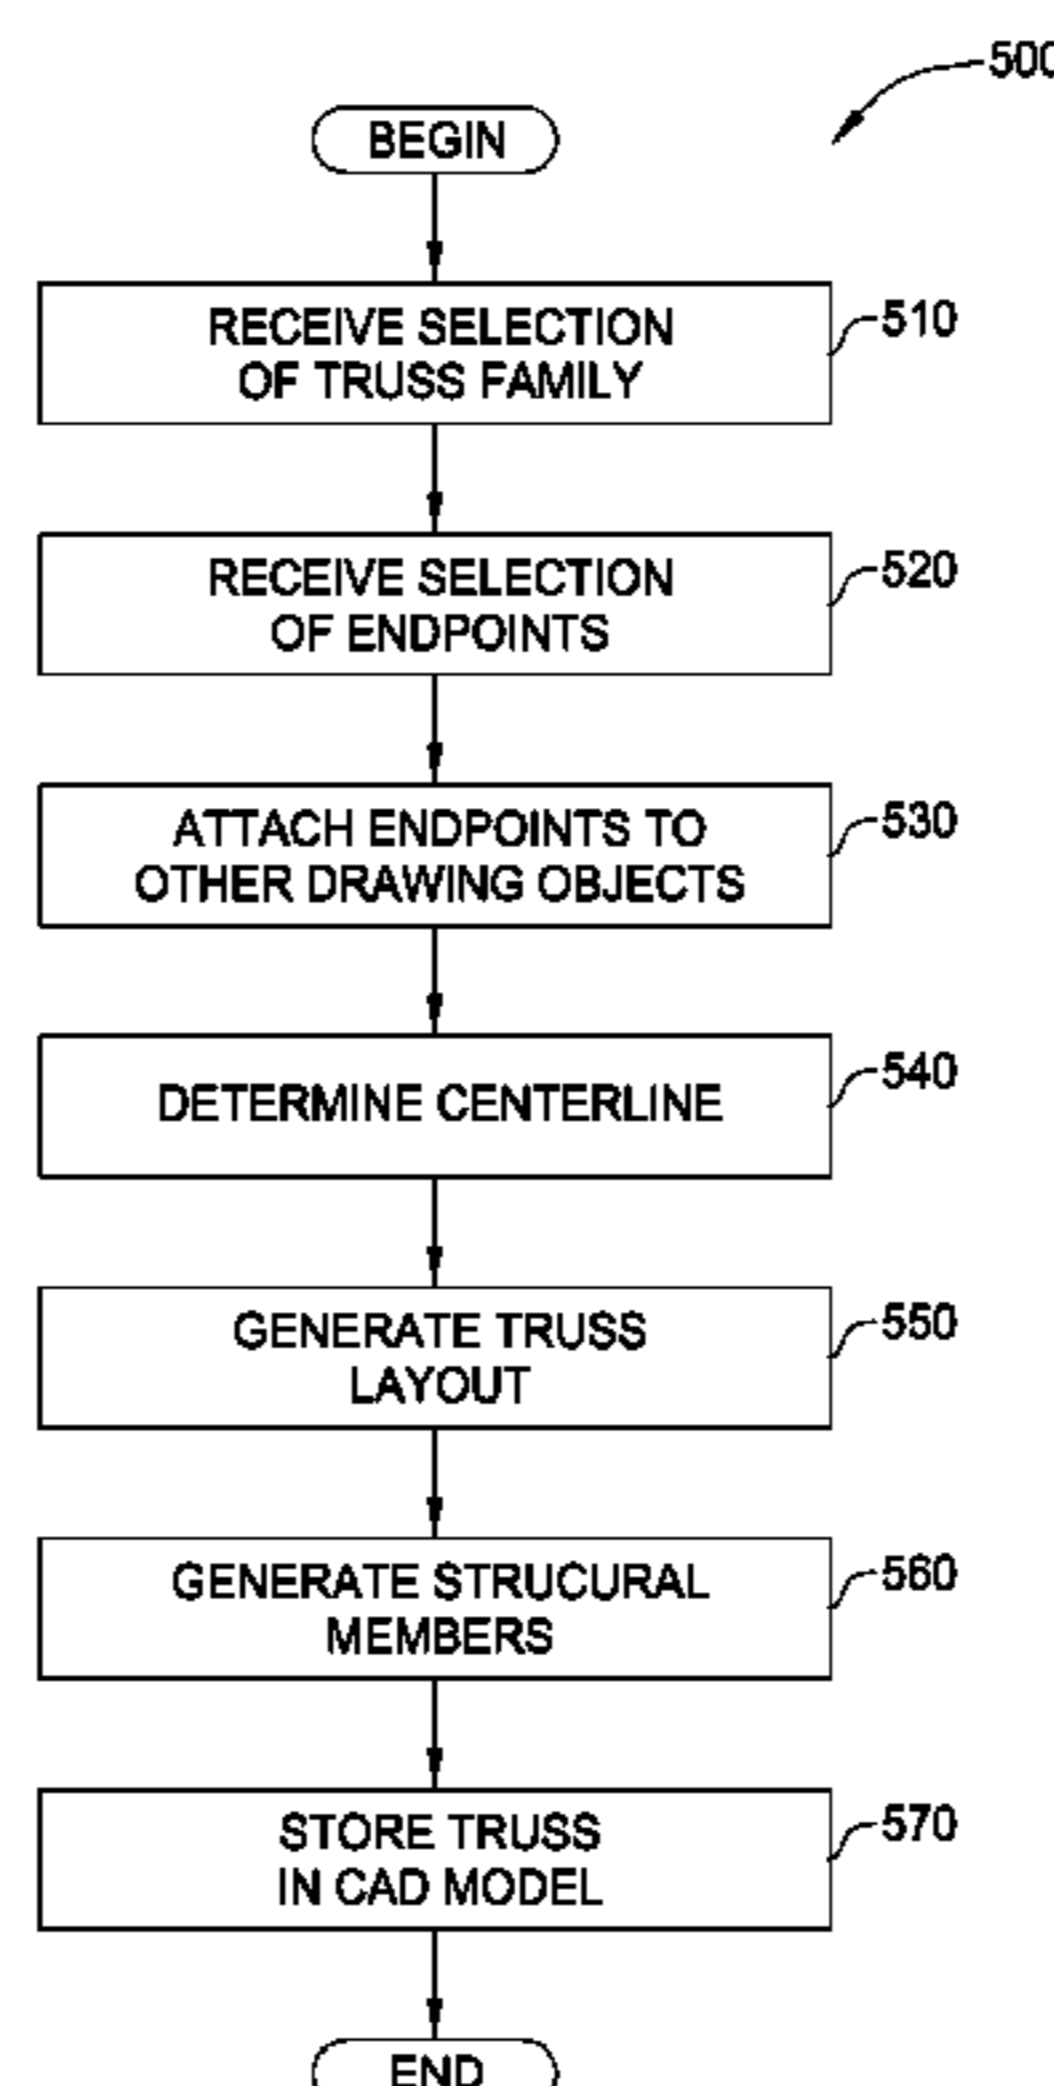 500
BEGIN
RECEIVE SELECTION
OF TRUSS FAMILY
510
RECEIVE SELECTION
OF ENDPOINTS
520
ATTACH ENDPOINTS TO
OTHER DRAWING OBJECTS
530
DETERMINE CENTERLINE
540
GENERATE TRUSS
LAYOUT
550
GENERATE STRUCURAL
MEMBERS
560
STORE TRUSS
IN CAD MODEL
570
END